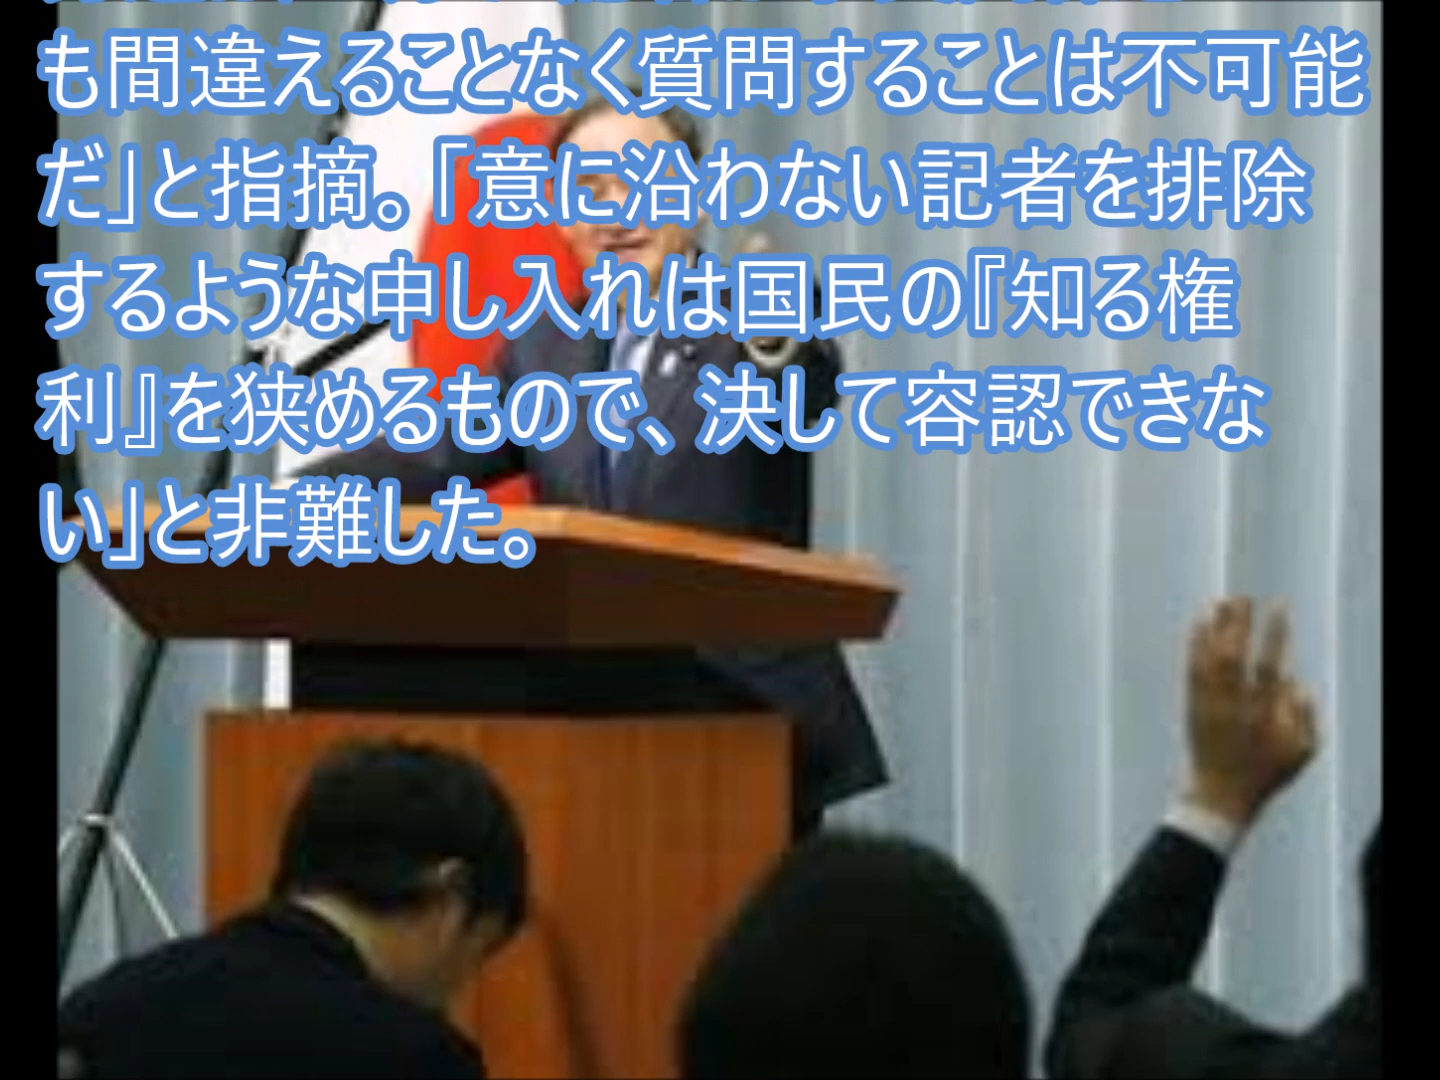 も間違えることなく質問することは不可能
だ」と指摘。「意に沿わない記者を排除
するような申し入れは国民の『知る権
利』を狭めるもので、決して容認できな
い」と非難した。